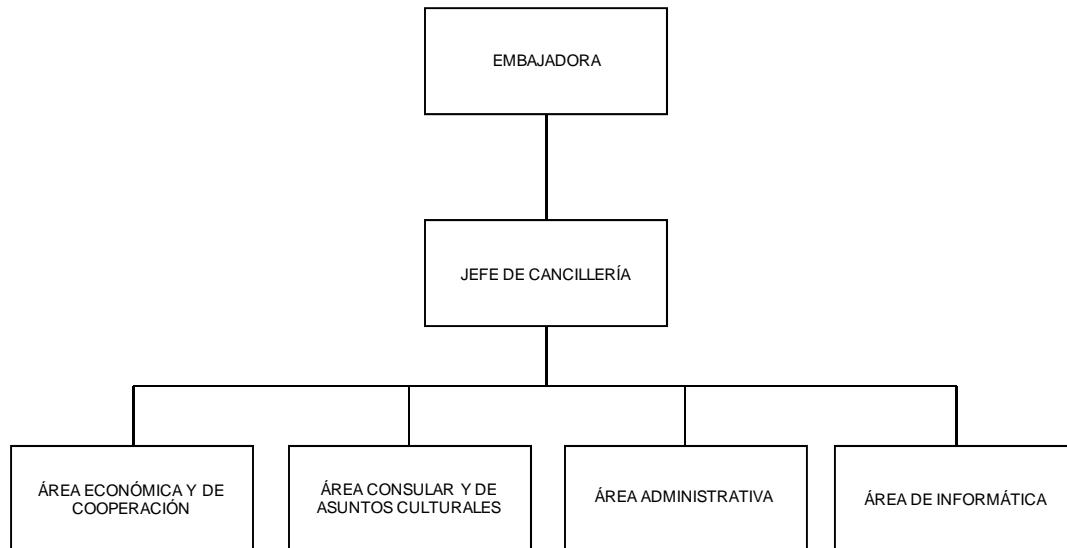 EMBAJADORA
JEFE DE CANCILLERÍA
ÁREA ECONÓMICA Y DE
COOPERACIÓN
ÁREA CONSULAR Y DE
ASUNTOS CULTURALES
ÁREA ADMINISTRATIVA
ÁREA DE INFORMÁTICA